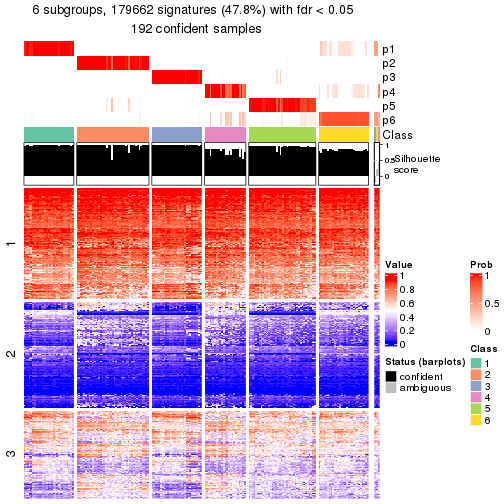 6 subgroups, 179662 signatures (47.8%) with fdr < 0.05
192 confident samples
p1
p2
p3
p4
p5
p6
Class
1
0.5
0
Silhouette
score
1
2
3
Value
1
0.8
0.6
0.4
0.2
0
Status (barplots)
confident
ambiguous
Prob
1
0.5
0
Class
1
2
3
4
5
6